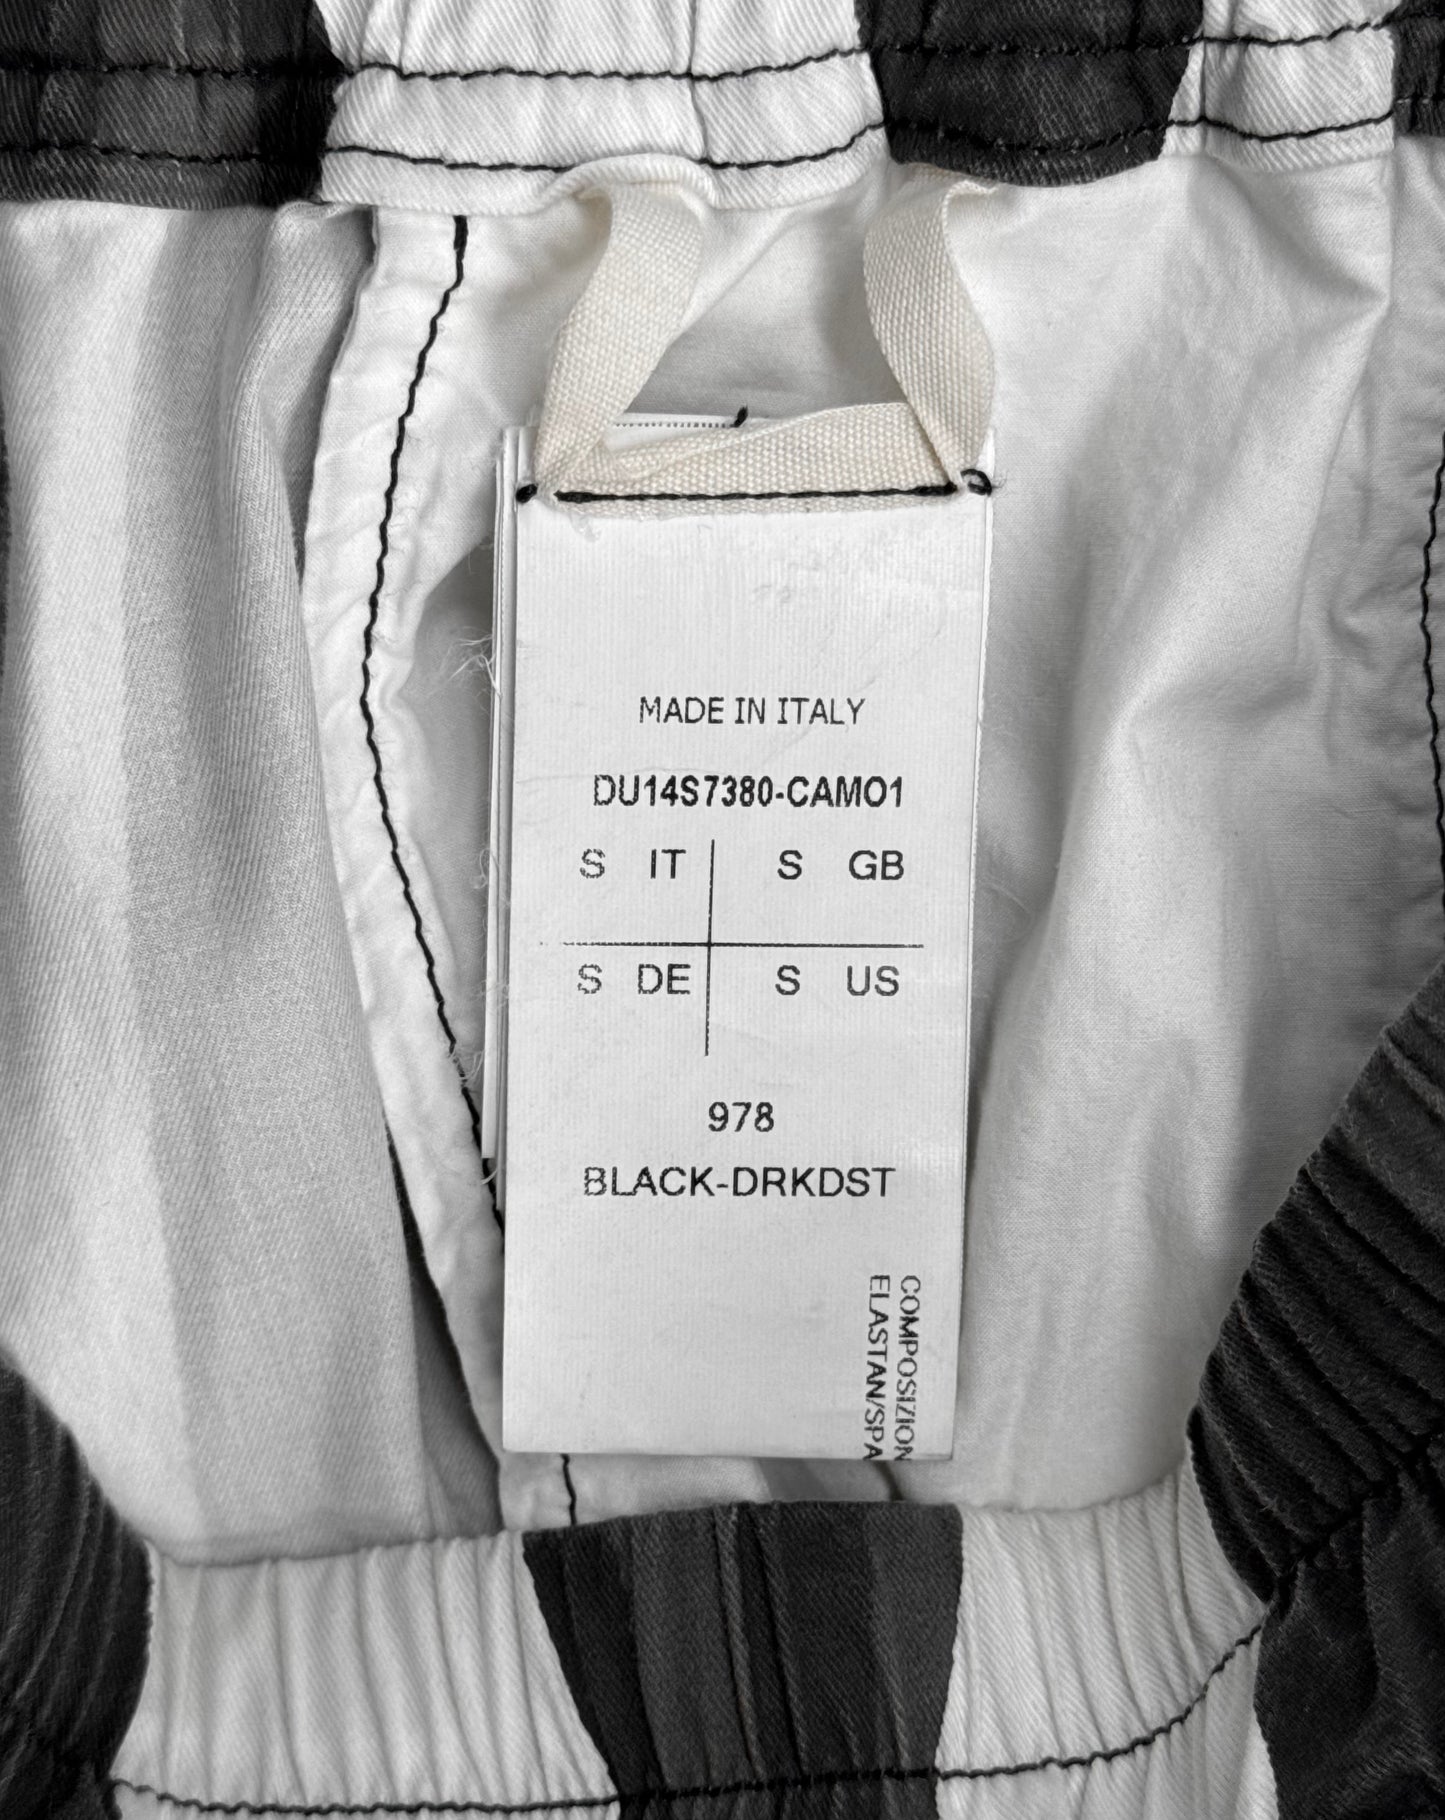 MADE IN ITALY
DU14S7380-CAMO1
S IT S GB
S DE S US
978
BLACK-DRKDST
COMPOSIZION
ELASTAN/SPA